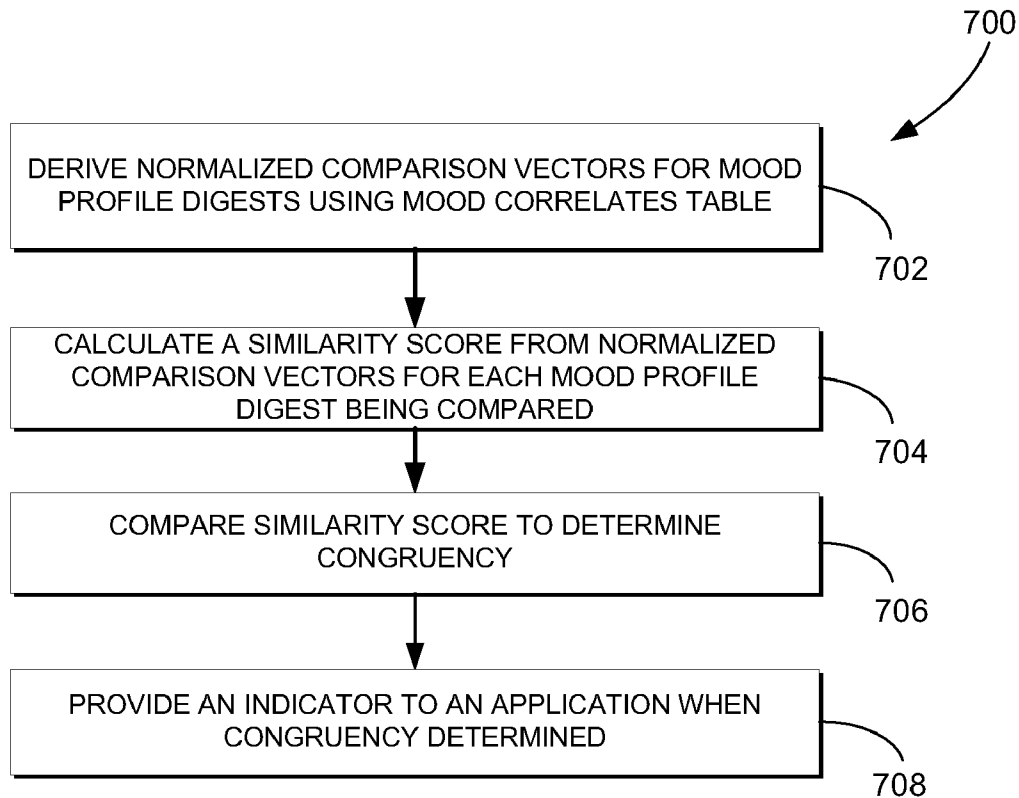 700
DERIVE NORMALIZED COMPARISON VECTORS FOR MOOD
PROFILE DIGESTS USING MOOD CORRELATES TABLE
702
CALCULATE A SIMILARITY SCORE FROM NORMALIZED
COMPARISON VECTORS FOR EACH MOOD PROFILE
DIGEST BEING COMPARED
704
COMPARE SIMILARITY SCORE TO DETERMINE
CONGRUENCY
706
PROVIDE AN INDICATOR TO AN APPLICATION WHEN
CONGRUENCY DETERMINED
708